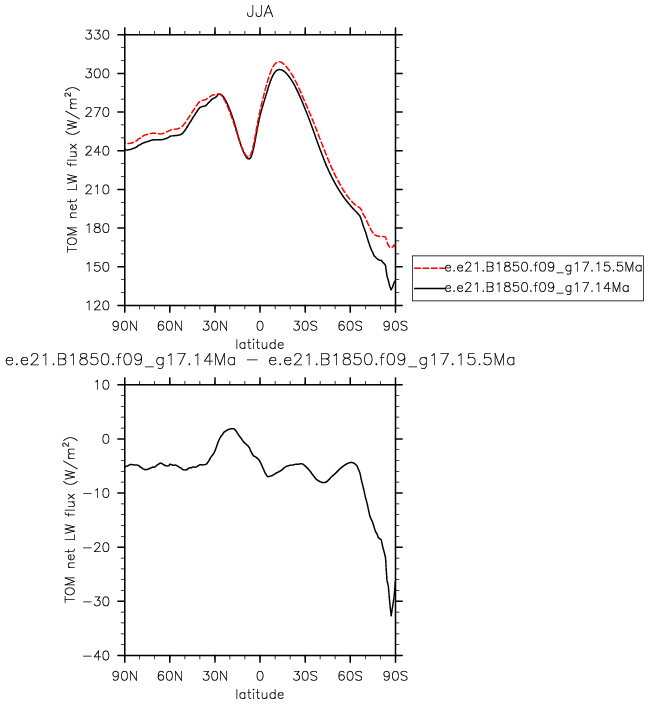 JJA
TOM net LW flux (W/m²)
330
300
270
240
210
180
150
120
90N 60N 30N 0 30S 60S 90S
latitude
e.e21.B1850.f09_g17.15.5Ma
e.e21.B1850.f09_g17.14Ma
e.e21.B1850.f09_g17.14Ma − e.e21.B1850.f09_g17.15.5Ma
TOM net LW flux (W/m²)
10
0
−10
−20
−30
−40
90N 60N 30N 0 30S 60S 90S
latitude